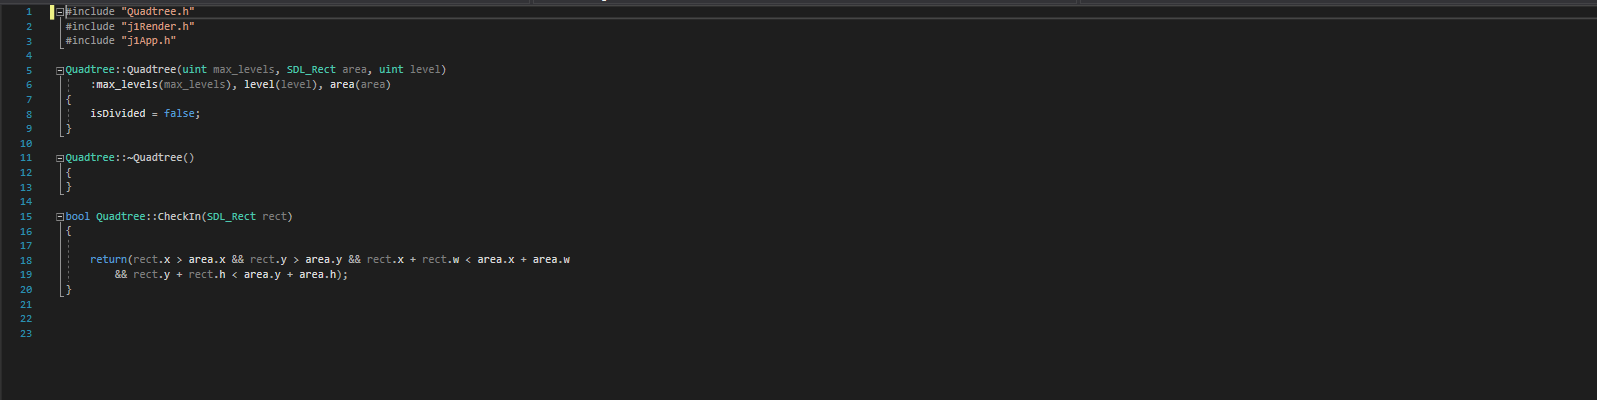 1 #include "Quadtree.h"
2 #include "j1Render.h"
3 #include "j1App.h"
4
5 Quadtree::Quadtree(uint max_levels, SDL_Rect area, uint level)
6 :max_levels(max_levels), level(level), area(area)
7 {
8 isDivided = false;
9 }
10
11 Quadtree::~Quadtree()
12 {
13 }
14
15 bool Quadtree::CheckIn(SDL_Rect rect)
16 {
17
18 return(rect.x > area.x && rect.y > area.y && rect.x + rect.w < area.x + area.w
19 && rect.y + rect.h < area.y + area.h);
20 }
21
22
23